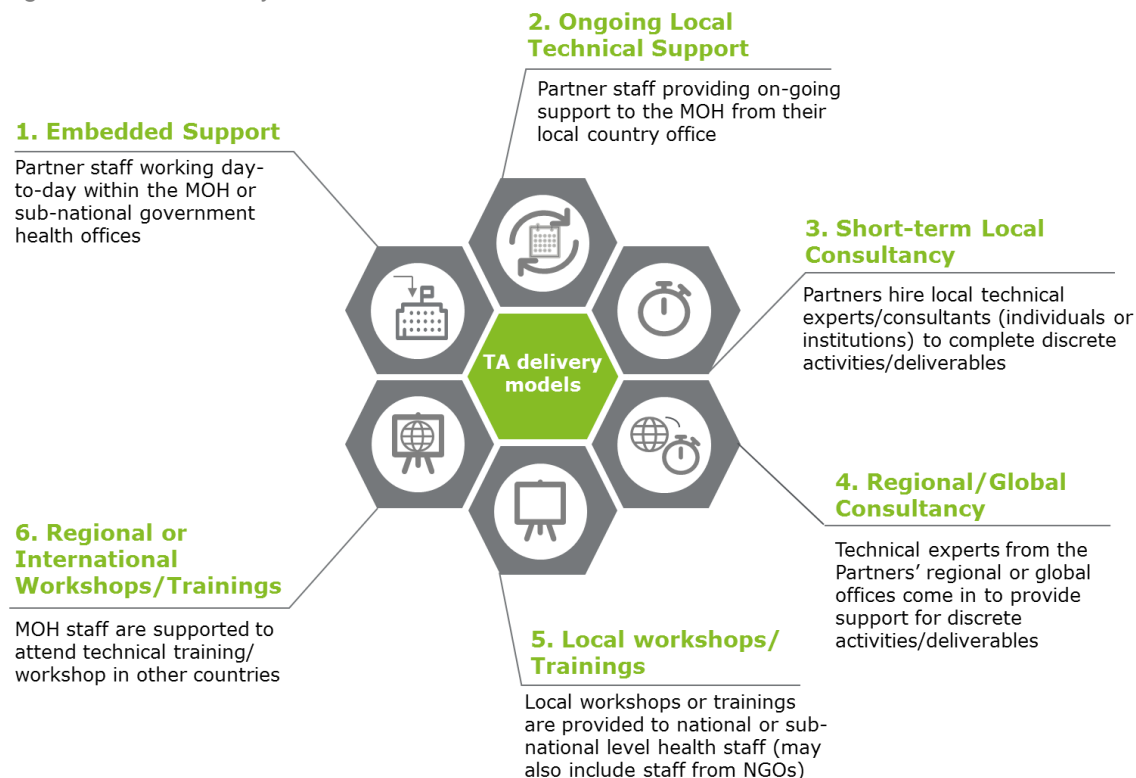 2. Ongoing Local
Technical Support
Partner staff providing on-going
support to the MOH from their
local country office
1. Embedded Support
Partner staff working day-
to-day within the MOH or
sub-national government
health offices
3. Short-term Local
Consultancy
Partners hire local technical
experts/consultants (individuals or
institutions) to complete discrete
activities/deliverables
TA delivery
models
4. Regional/Global
Consultancy
Technical experts from the
Partners’ regional or global
offices come in to provide
support for discrete
activities/deliverables
6. Regional or
International
Workshops/Trainings
MOH staff are supported to
attend technical training/
workshop in other countries
5. Local workshops/
Trainings
Local workshops or trainings
are provided to national or sub-
national level health staff (may
also include staff from NGOs)